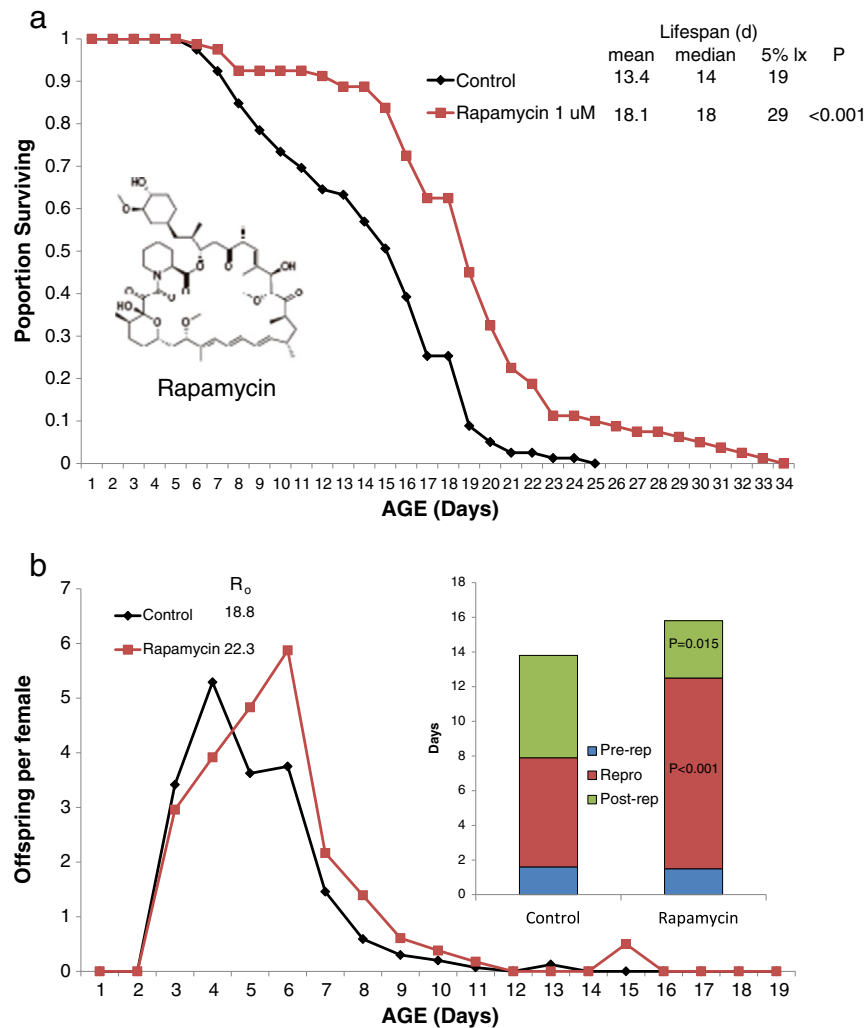 a
Lifespan (d)
mean median 5% lx P
Control 13.4 14 19
Rapamycin 1 uM 18.1 18 29 <0.001
1
0.9
0.8
0.7
0.6
0.5
0.4
0.3
0.2
0.1
0
Poportion Surviving
HO
O
O
O
OH
N
O
O
O
O
O
HO
O
O
Rapamycin
1 2 3 4 5 6 7 8 9 10 11 12 13 14 15 16 17 18 19 20 21 22 23 24 25 26 27 28 29 30 31 32 33 34
AGE (Days)
b
Ro
Control 18.8
Rapamycin 22.3
7
6
5
4
3
2
1
0
Offspring per female
1 2 3 4 5 6 7 8 9 10 11 12 13 14 15 16 17 18 19
AGE (Days)
18
16
14
12
10
8
6
4
2
0
Days
P=0.015
P<0.001
Pre-rep
Repro
Post-rep
Control Rapamycin